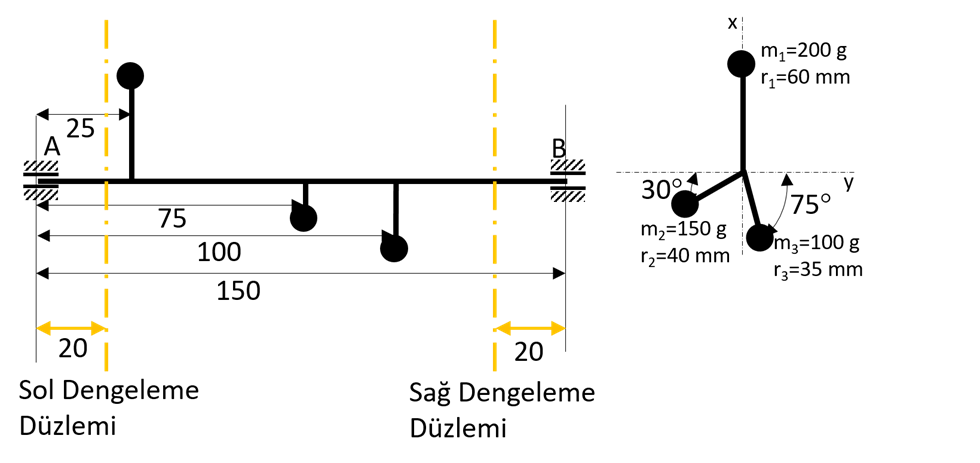 25
A
B
75
100
150
20
20
Sol Dengeleme
Düzlemi
Sağ Dengeleme
Düzlemi
x
m₁=200 g
r₁=60 mm
y
30°
75°
m₂=150 g
r₂=40 mm
m₃=100 g
r₃=35 mm